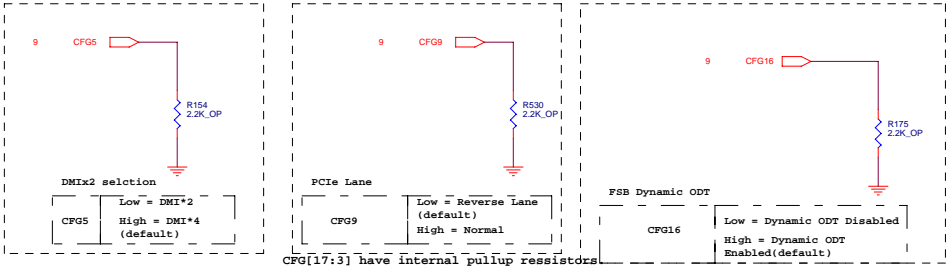 9 CFG5
R154
2.2K_OP
DMIx2 selction
CFG5
Low = DMI*2
High = DMI*4
(default)
9 CFG9
R530
2.2K_OP
PCIe Lane
CFG9
Low = Reverse Lane
(default)
High = Normal
9 CFG16
R175
2.2K_OP
FSB Dynamic ODT
CFG16
Low = Dynamic ODT Disabled
High = Dynamic ODT
Enabled(default)
CFG[17:3] have internal pullup ressistors.